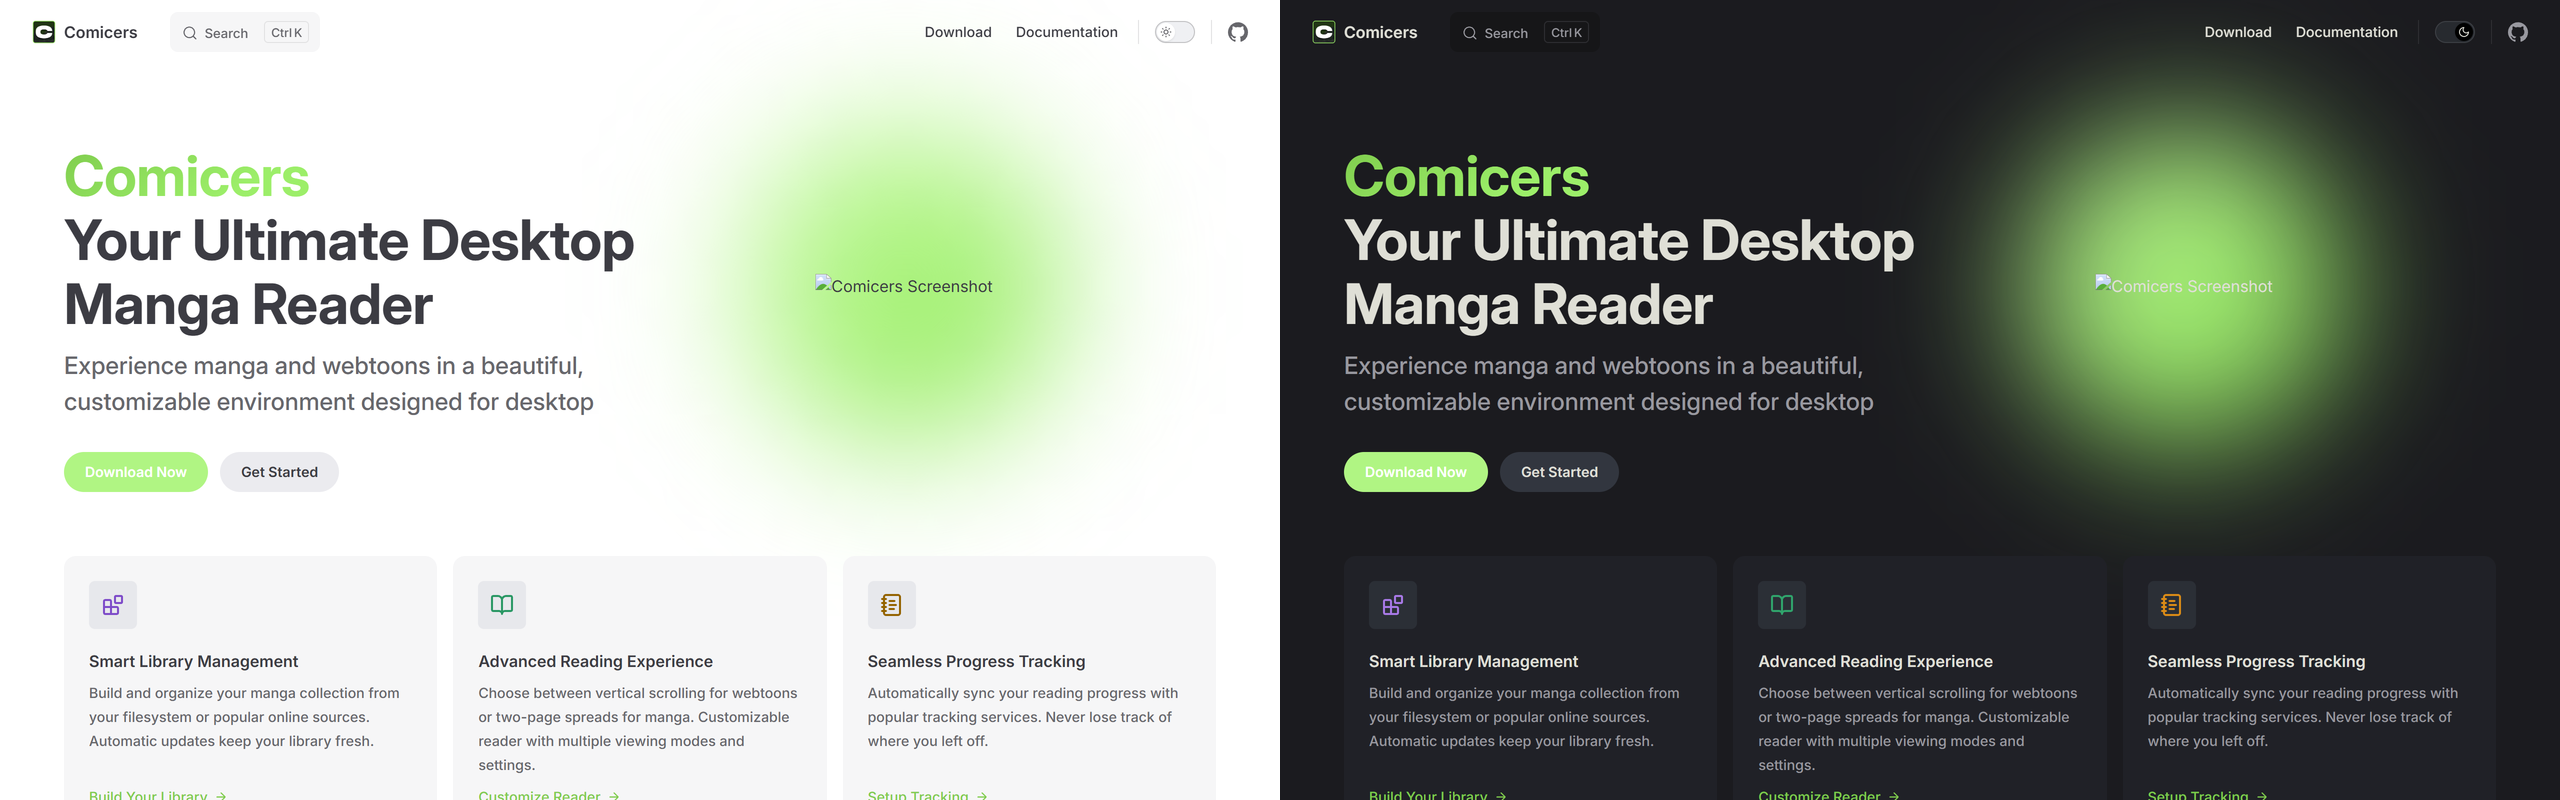 Comicers
Search Ctrl K
Download
Documentation
Comicers
Your Ultimate Desktop
Manga Reader
Experience manga and webtoons in a beautiful,
customizable environment designed for desktop
Download Now
Get Started
Comicers Screenshot
Smart Library Management
Build and organize your manga collection from
your filesystem or popular online sources.
Automatic updates keep your library fresh.
Build Your Library →
Advanced Reading Experience
Choose between vertical scrolling for webtoons
or two-page spreads for manga. Customizable
reader with multiple viewing modes and
settings.
Customize Reader →
Seamless Progress Tracking
Automatically sync your reading progress with
popular tracking services. Never lose track of
where you left off.
Setup Tracking →
Comicers
Search Ctrl K
Download
Documentation
Comicers
Your Ultimate Desktop
Manga Reader
Experience manga and webtoons in a beautiful,
customizable environment designed for desktop
Download Now
Get Started
Comicers Screenshot
Smart Library Management
Build and organize your manga collection from
your filesystem or popular online sources.
Automatic updates keep your library fresh.
Build Your Library →
Advanced Reading Experience
Choose between vertical scrolling for webtoons
or two-page spreads for manga. Customizable
reader with multiple viewing modes and
settings.
Customize Reader →
Seamless Progress Tracking
Automatically sync your reading progress with
popular tracking services. Never lose track of
where you left off.
Setup Tracking →